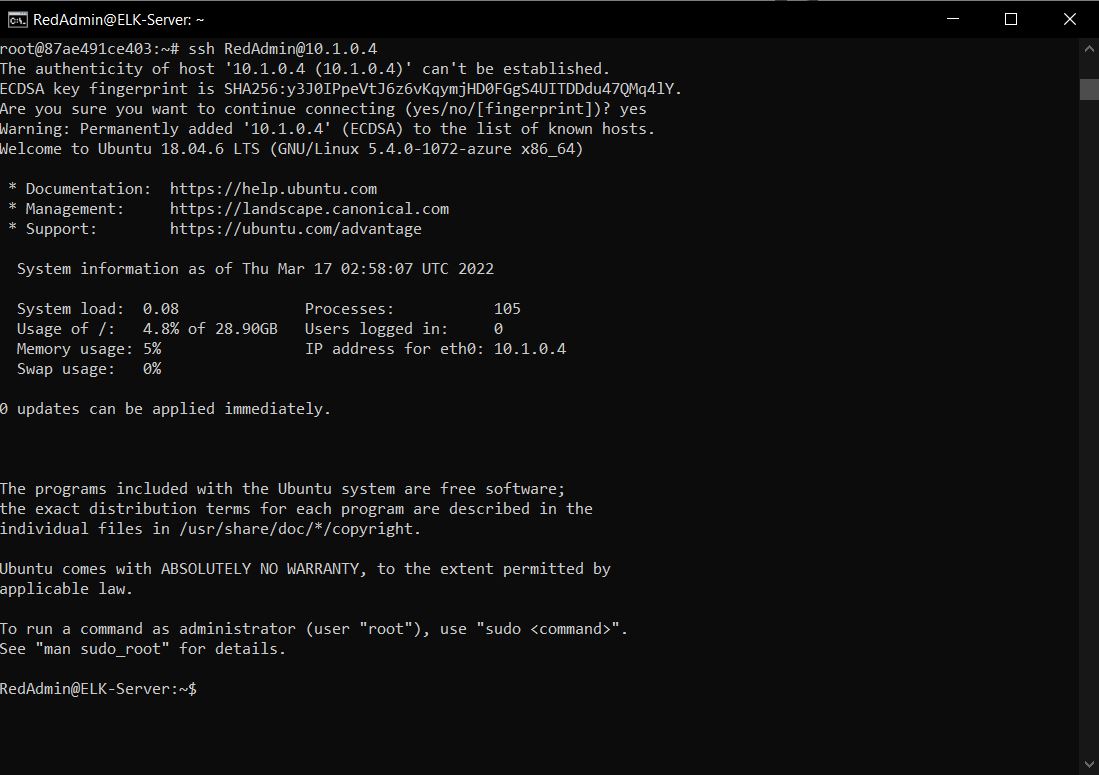 RedAdmin@ELK-Server: ~
root@87ae491ce403:~# ssh RedAdmin@10.1.0.4
The authenticity of host '10.1.0.4 (10.1.0.4)' can't be established.
ECDSA key fingerprint is SHA256:y3J0IPpeVtJ6z6vKqymjHD0FGgS4UITDDdu47QMq4lY.
Are you sure you want to continue connecting (yes/no/[fingerprint])? yes
Warning: Permanently added '10.1.0.4' (ECDSA) to the list of known hosts.
Welcome to Ubuntu 18.04.6 LTS (GNU/Linux 5.4.0-1072-azure x86_64)
* Documentation:  https://help.ubuntu.com
* Management:     https://landscape.canonical.com
* Support:        https://ubuntu.com/advantage
System information as of Thu Mar 17 02:58:07 UTC 2022
System load:  0.08              Processes:           105
Usage of /:   4.8% of 28.90GB   Users logged in:     0
Memory usage: 5%                IP address for eth0: 10.1.0.4
Swap usage:   0%
0 updates can be applied immediately.
The programs included with the Ubuntu system are free software;
the exact distribution terms for each program are described in the
individual files in /usr/share/doc/*/copyright.
Ubuntu comes with ABSOLUTELY NO WARRANTY, to the extent permitted by
applicable law.
To run a command as administrator (user "root"), use "sudo <command>".
See "man sudo_root" for details.
RedAdmin@ELK-Server:~$